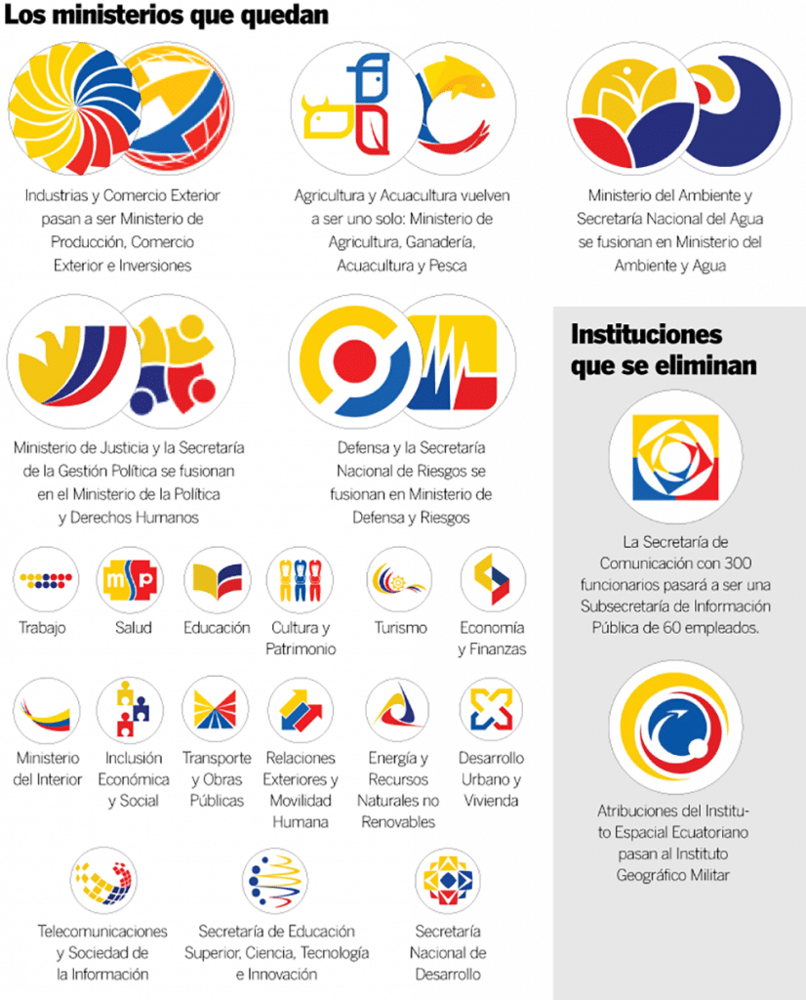 Los ministerios que quedan
Industrias y Comercio Exterior
pasan a ser Ministerio de
Producción, Comercio
Exterior e Inversiones
Agricultura y Acuacultura vuelven
a ser uno solo: Ministerio de
Agricultura, Ganadería,
Acuacultura y Pesca
Ministerio del Ambiente y
Secretaría Nacional del Agua
se fusionan en Ministerio del
Ambiente y Agua
Ministerio de Justicia y la Secretaría
de la Gestión Política se fusionan
en el Ministerio de la Política
y Derechos Humanos
Defensa y la Secretaría
Nacional de Riesgos se
fusionan en Ministerio de
Defensa y Riesgos
Trabajo
msp
Salud
Educación
Cultura y
Patrimonio
Turismo
Economía
y Finanzas
Ministerio
del Interior
Inclusión
Económica
y Social
Transporte
y Obras
Públicas
Relaciones
Exteriores y
Movilidad
Humana
Energía y
Recursos
Naturales no
Renovables
Desarrollo
Urbano y
Vivienda
Telecomunicaciones
y Sociedad de
la Información
Secretaría de Educación
Superior, Ciencia, Tecnología
e Innovación
Secretaría
Nacional de
Desarrollo
Instituciones
que se eliminan
La Secretaría de
Comunicación con 300
funcionarios pasará a ser una
Subsecretaría de Información
Pública de 60 empleados.
Atribuciones del Institu-
to Espacial Ecuatoriano
pasan al Instituto
Geográfico Militar